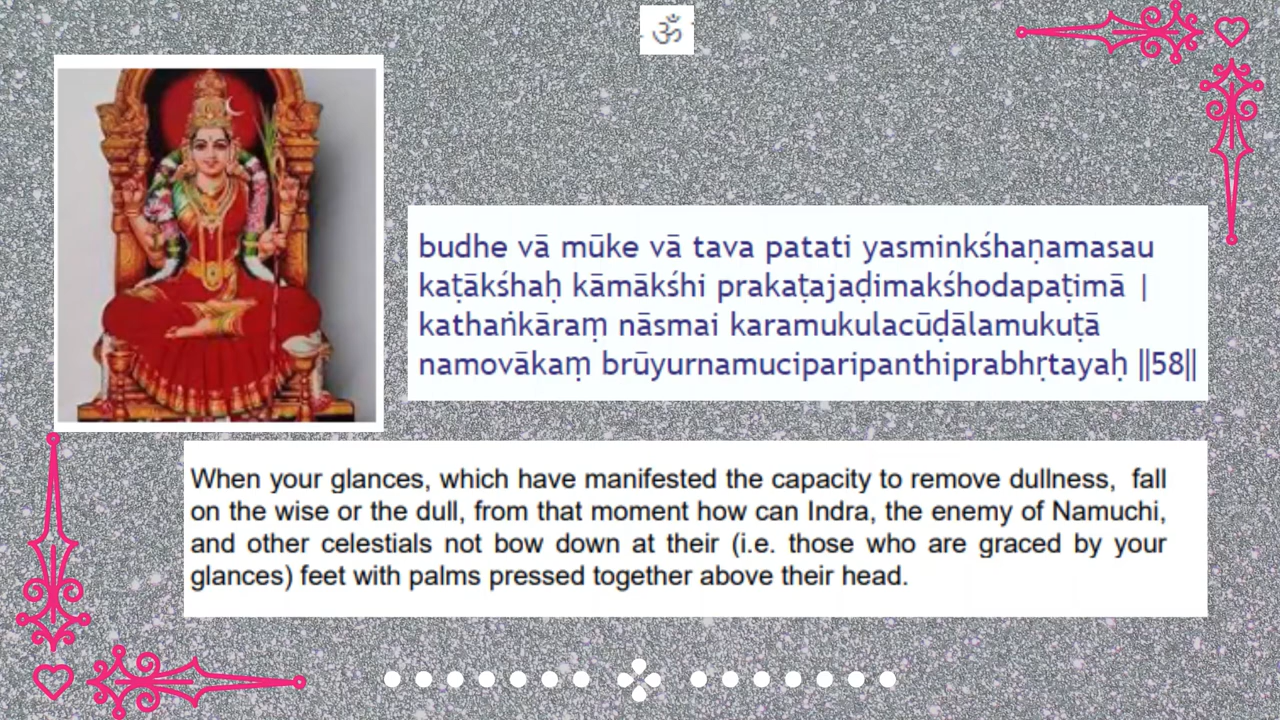 ॐ
budhe vā mūke vā tava patati yasminkśhaṇamasau
kaṭākśhaḥ kāmākśhi prakaṭajaḍimakśhodapaṭimā |
kathaṅkāraṃ nāsmai karamukulacūḍālamukuṭā
namovākaṃ brūyurnamuciparipanthiprabhṛtayaḥ ||58||
When your glances, which have manifested the capacity to remove dullness, fall
on the wise or the dull, from that moment how can Indra, the enemy of Namuchi,
and other celestials not bow down at their (i.e. those who are graced by your
glances) feet with palms pressed together above their head.